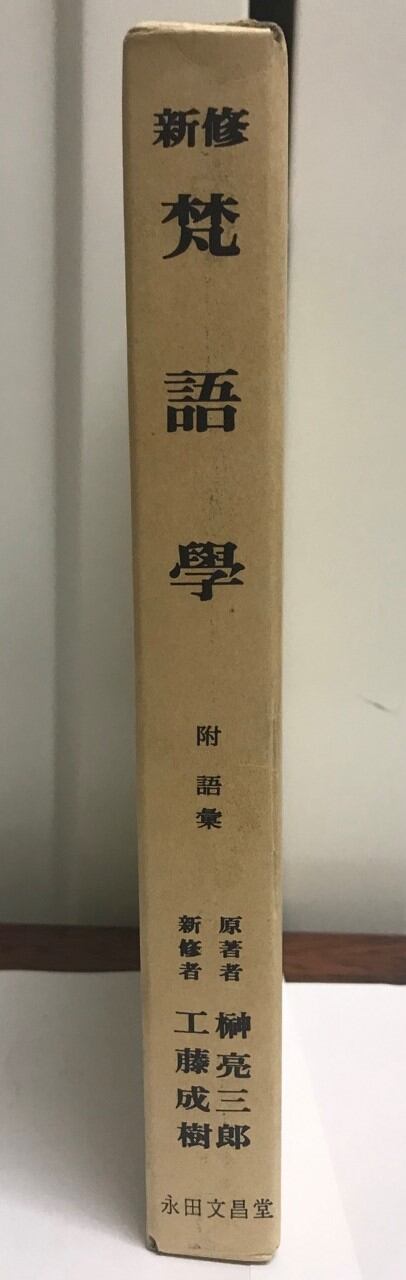 新修
梵語學
附語彙
原著者 榊亮三郎
新修者 工藤成樹
永田文昌堂